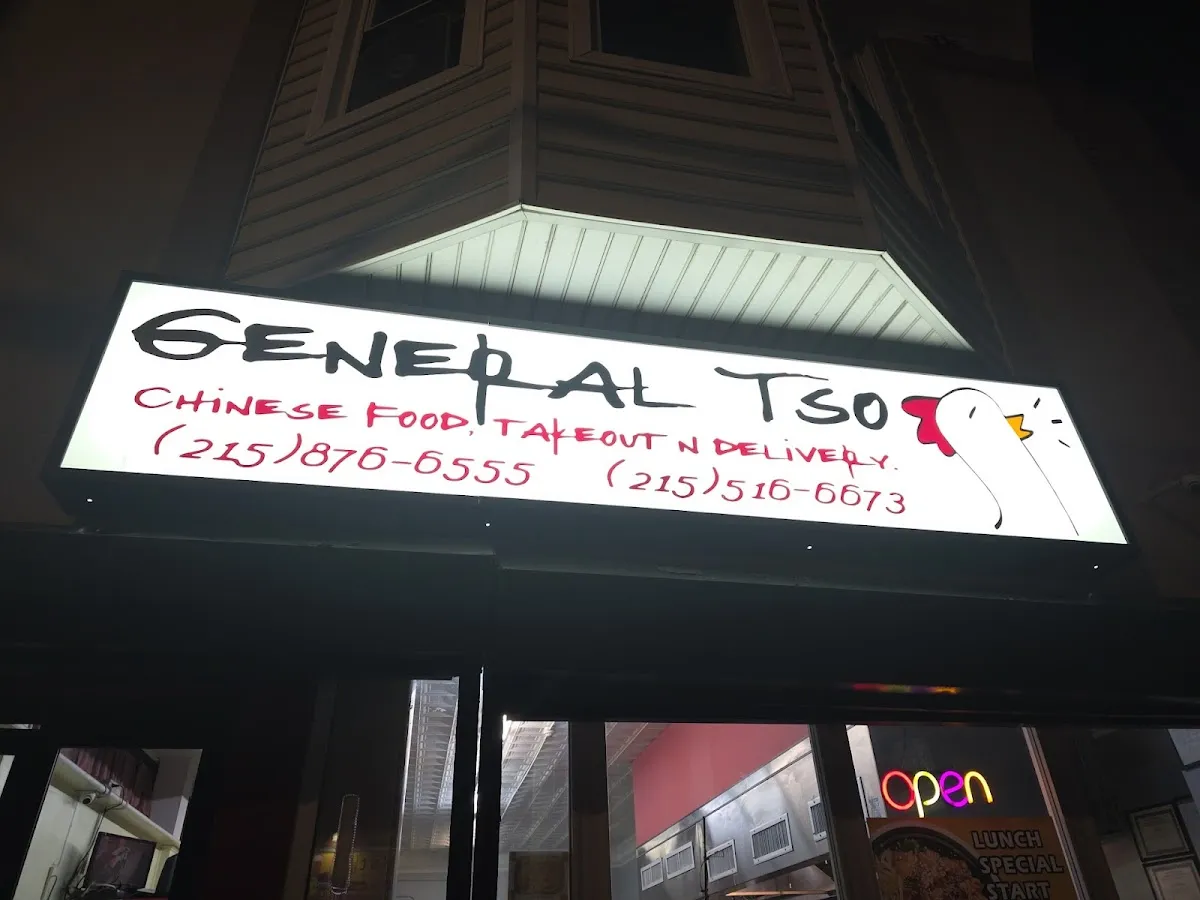 GENERAL TSO
CHiNESE FOOD, TAKEOUT N DELiVERY.
(215)876-6555 (215)516-6673
open
LUNCH
SPECIAL
START